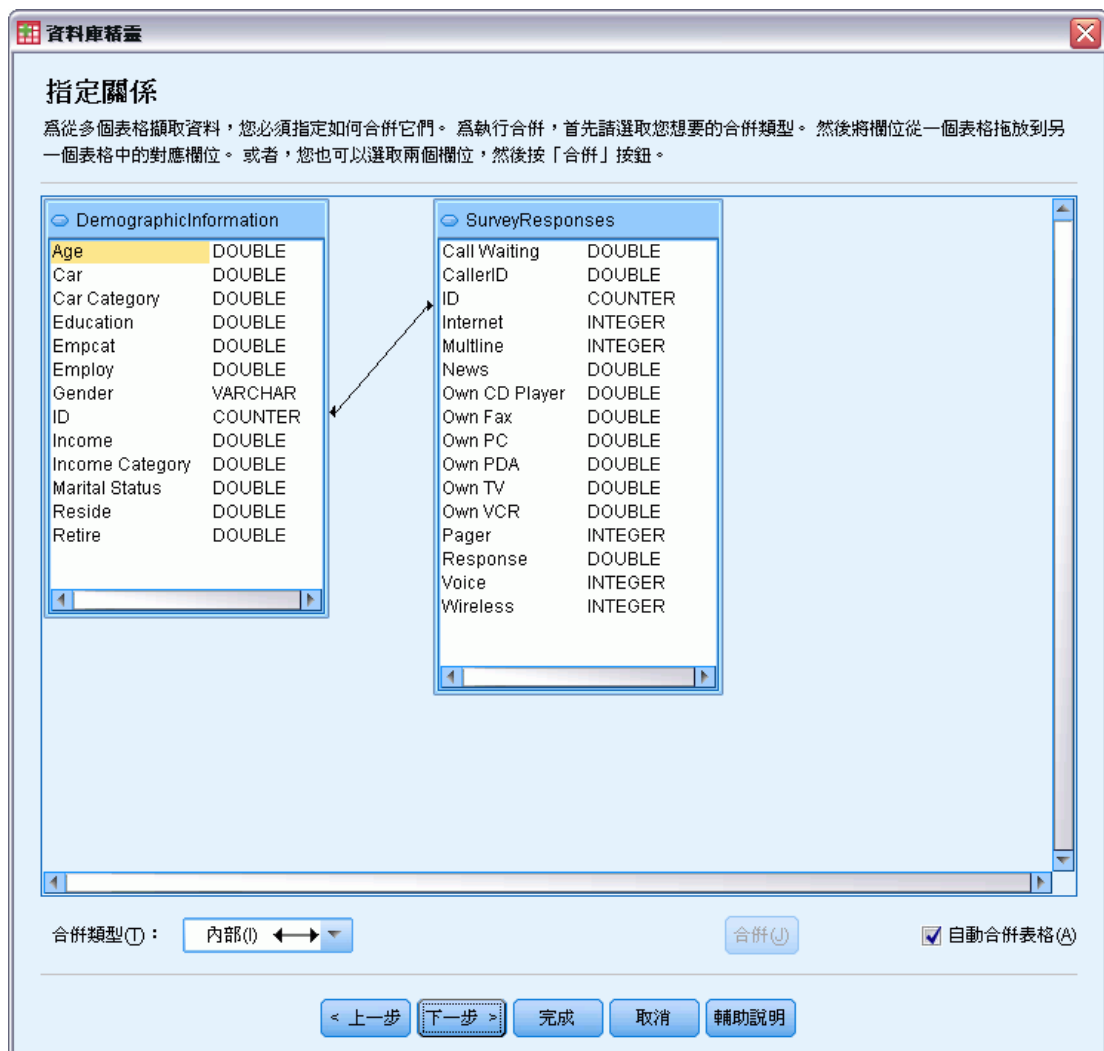 資料庫精靈
指定關係
為從多個表格擷取資料，您必須指定如何合併它們。 為執行合併，首先請選取您想要的合併類型。 然後將欄位從一個表格拖放到另
一個表格中的對應欄位。 或者，您也可以選取兩個欄位，然後按「合併」按鈕。
DemographicInformation
Age DOUBLE
Car DOUBLE
Car Category DOUBLE
Education DOUBLE
Empcat DOUBLE
Employ DOUBLE
Gender VARCHAR
ID COUNTER
Income DOUBLE
Income Category DOUBLE
Marital Status DOUBLE
Reside DOUBLE
Retire DOUBLE
SurveyResponses
Call Waiting DOUBLE
CallerID DOUBLE
ID COUNTER
Internet INTEGER
Multline INTEGER
News DOUBLE
Own CD Player DOUBLE
Own Fax DOUBLE
Own PC DOUBLE
Own PDA DOUBLE
Own TV DOUBLE
Own VCR DOUBLE
Pager INTEGER
Response DOUBLE
Voice INTEGER
Wireless INTEGER
合併類型(T)： 內部(I) 合併(J) 自動合併表格(A)
< 上一步 下一步 > 完成 取消 輔助說明